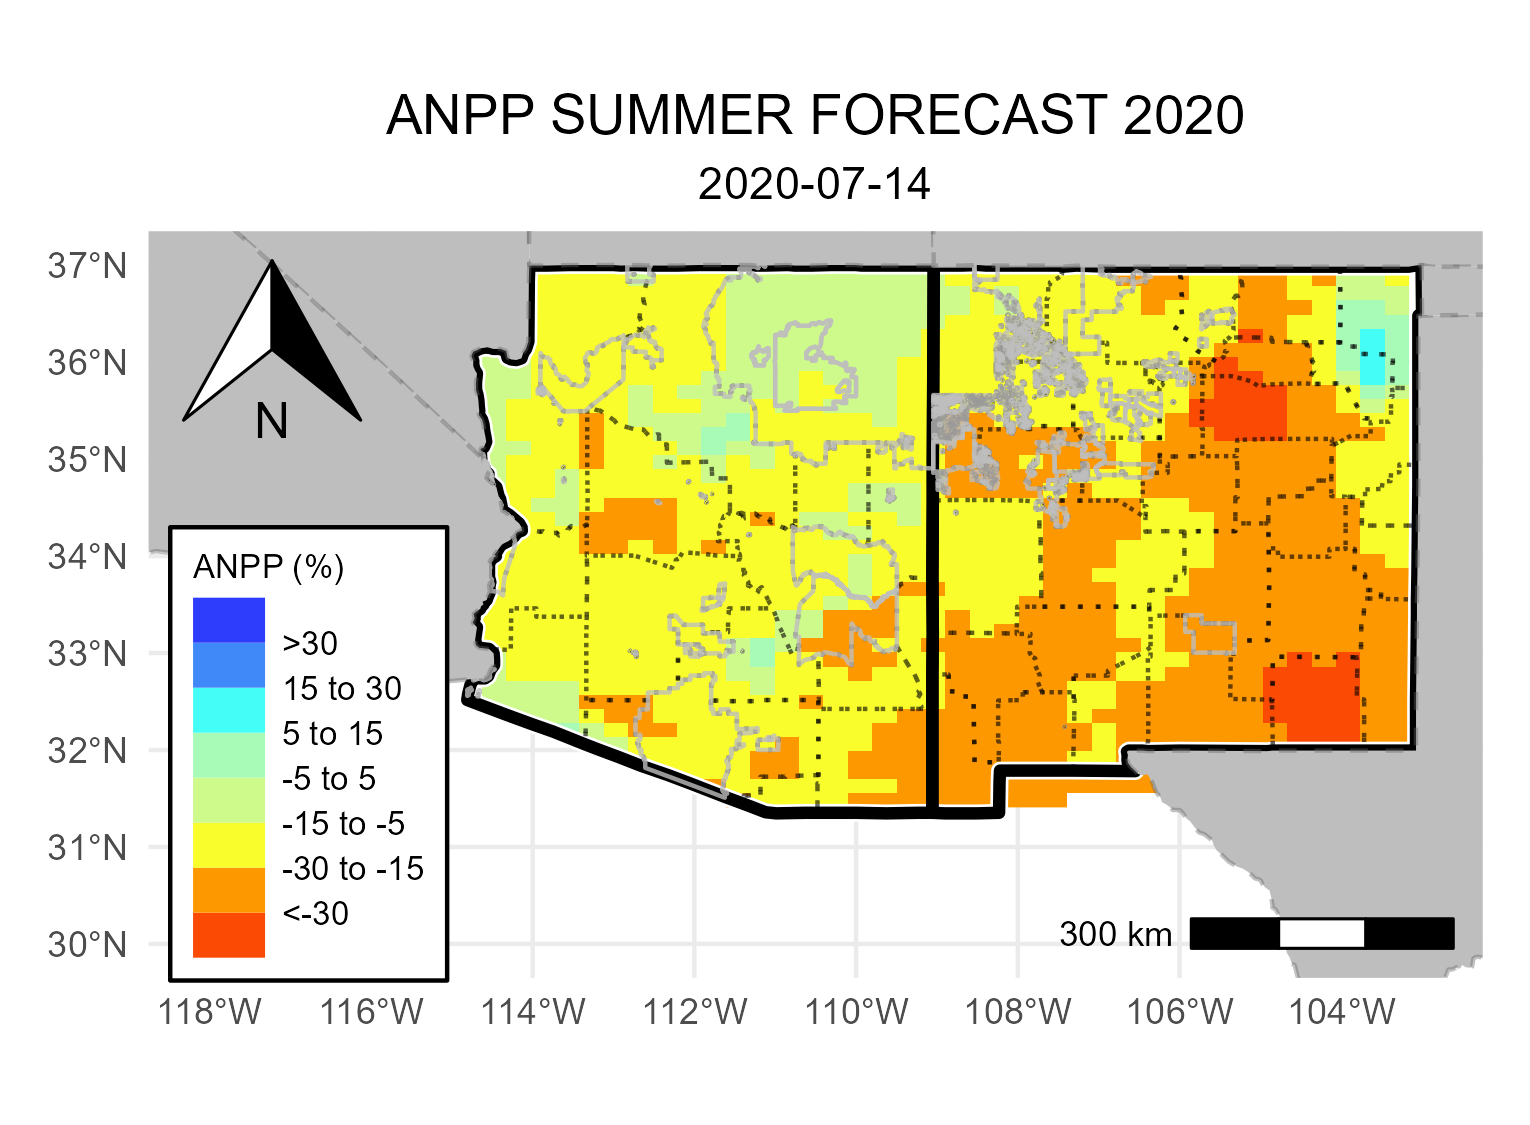 ANPP SUMMER FORECAST 2020
2020-07-14
37°N
36°N
35°N
34°N
33°N
32°N
31°N
30°N
N
ANPP (%)
>30
15 to 30
5 to 15
-5 to 5
-15 to -5
-30 to -15
<-30
300 km
118°W
116°W
114°W
112°W
110°W
108°W
106°W
104°W